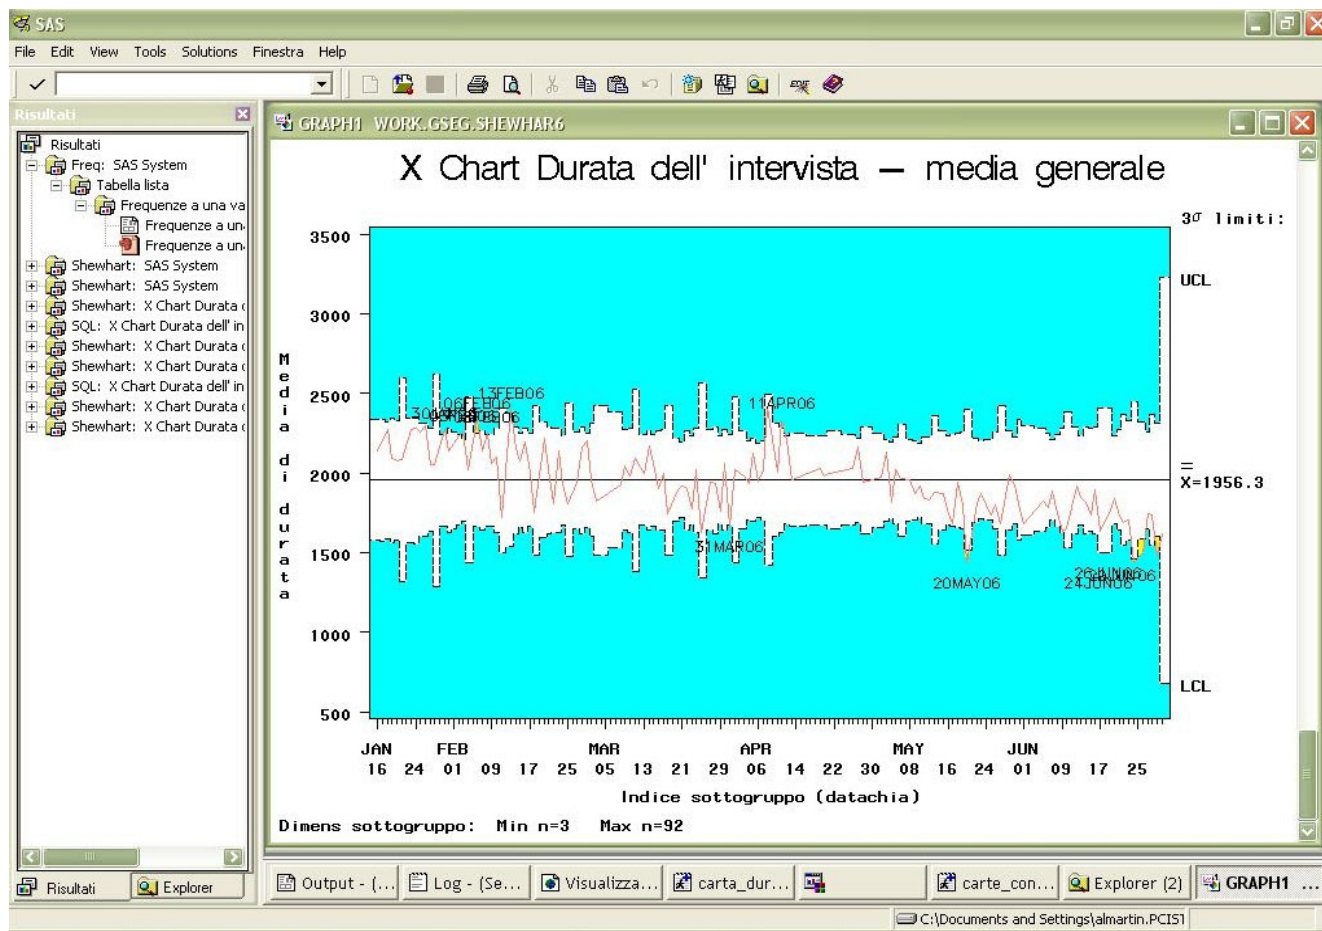 SAS
File Edit View Tools Solutions Finestra Help
Risultati
Risultati
Freq: SAS System
Tabella lista
Frequenze a una va
Frequenze a un
Frequenze a un
Shewhart: SAS System
Shewhart: SAS System
Shewhart: X Chart Durata
SQL: X Chart Durata dell' in
Shewhart: X Chart Durata
Shewhart: X Chart Durata
SQL: X Chart Durata dell' in
Shewhart: X Chart Durata
Shewhart: X Chart Durata
Risultati Explorer
GRAPH1 WORK.GSEG.SHEWHAR6
X Chart Durata dell' intervista – media generale
3σ limiti:
3500
UCL
3000
Media di durata
2500
13FEB06
06FEB06
11APR06
2000
X=1956.3
1500
31MAR06
20MAY06
26JUN06
24JUN06
1000
LCL
500
JAN FEB MAR APR MAY JUN
16 24 01 09 17 25 05 13 21 29 06 14 22 30 08 16 24 01 09 17 25
Indice sottogruppo (datachia)
Dimens sottogruppo: Min n=3 Max n=92
Output - (... Log - (Se... Visualizza... carta_dur... carte_con... Explorer (2) GRAPH1 ...
C:\Documents and Settings\almartin.PCIST